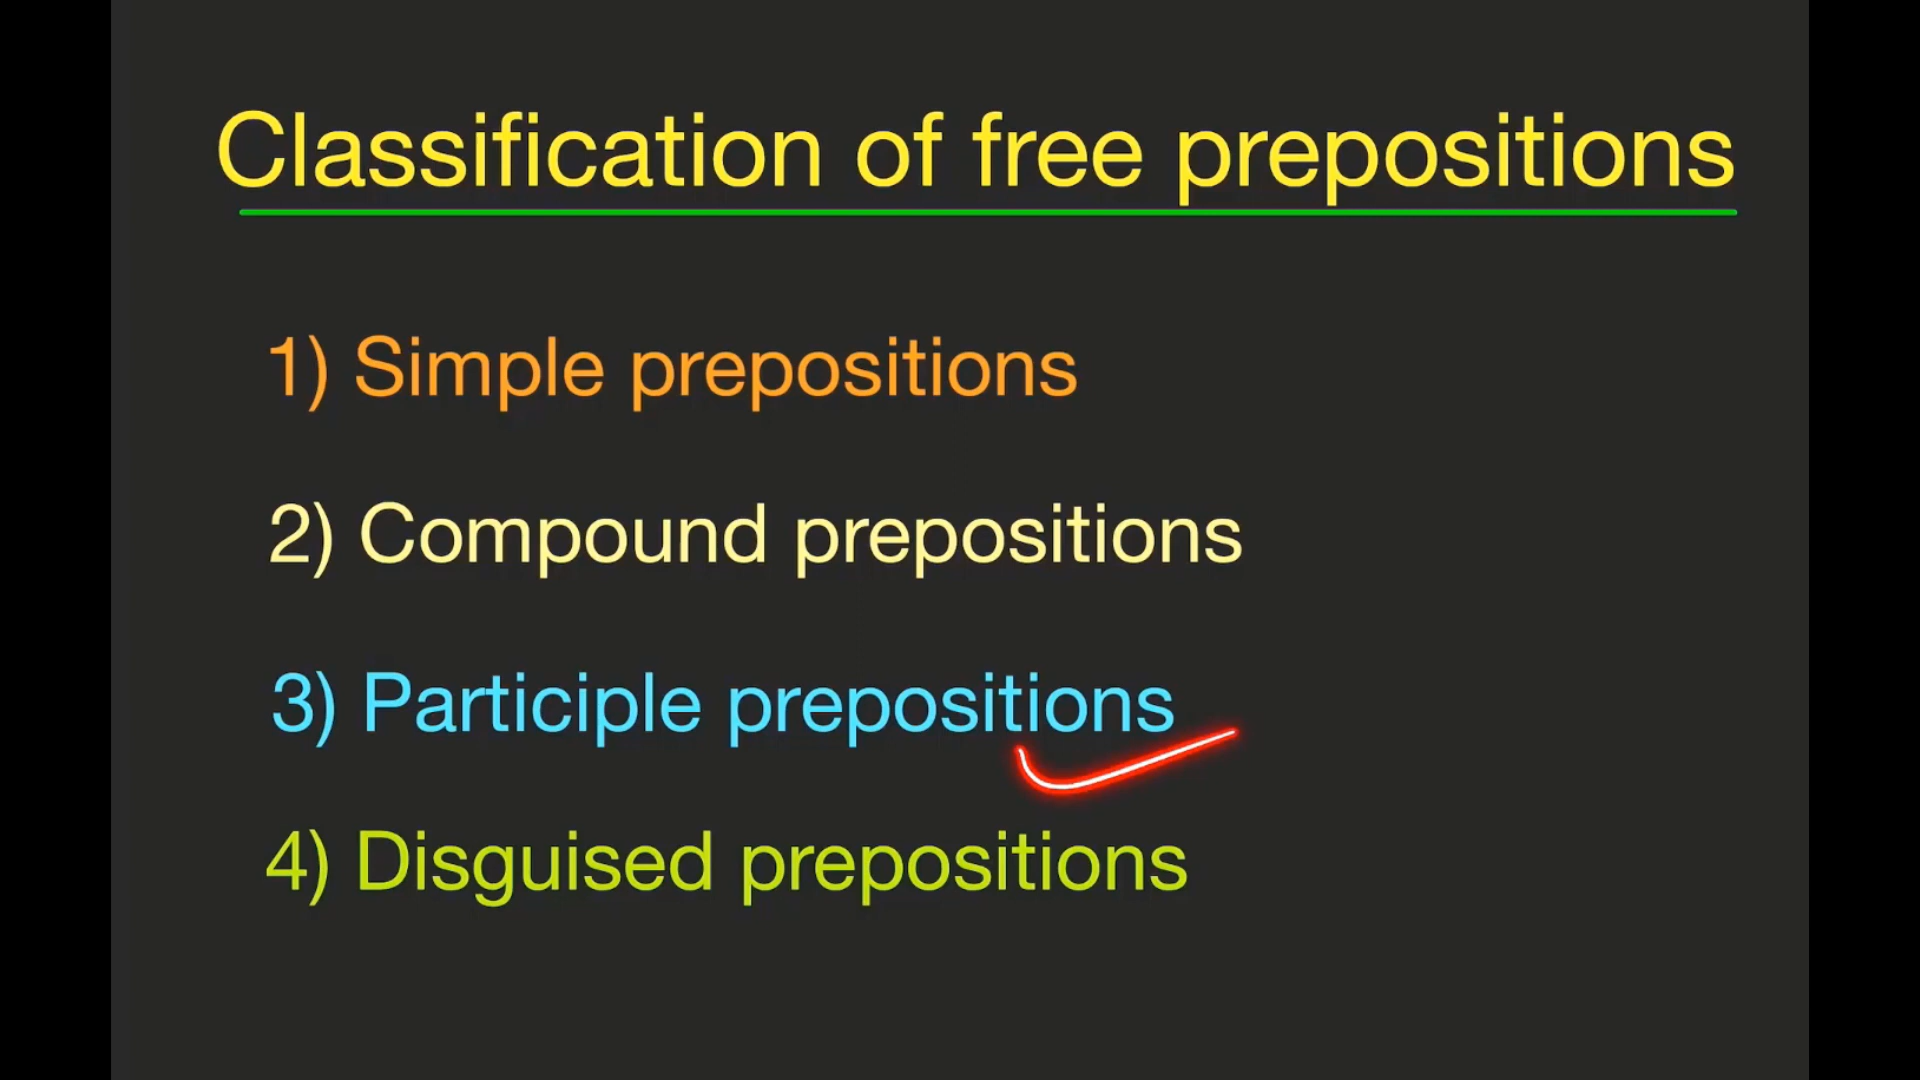 Classification of free prepositions
1) Simple prepositions
2) Compound prepositions
3) Participle prepositions
4) Disguised prepositions